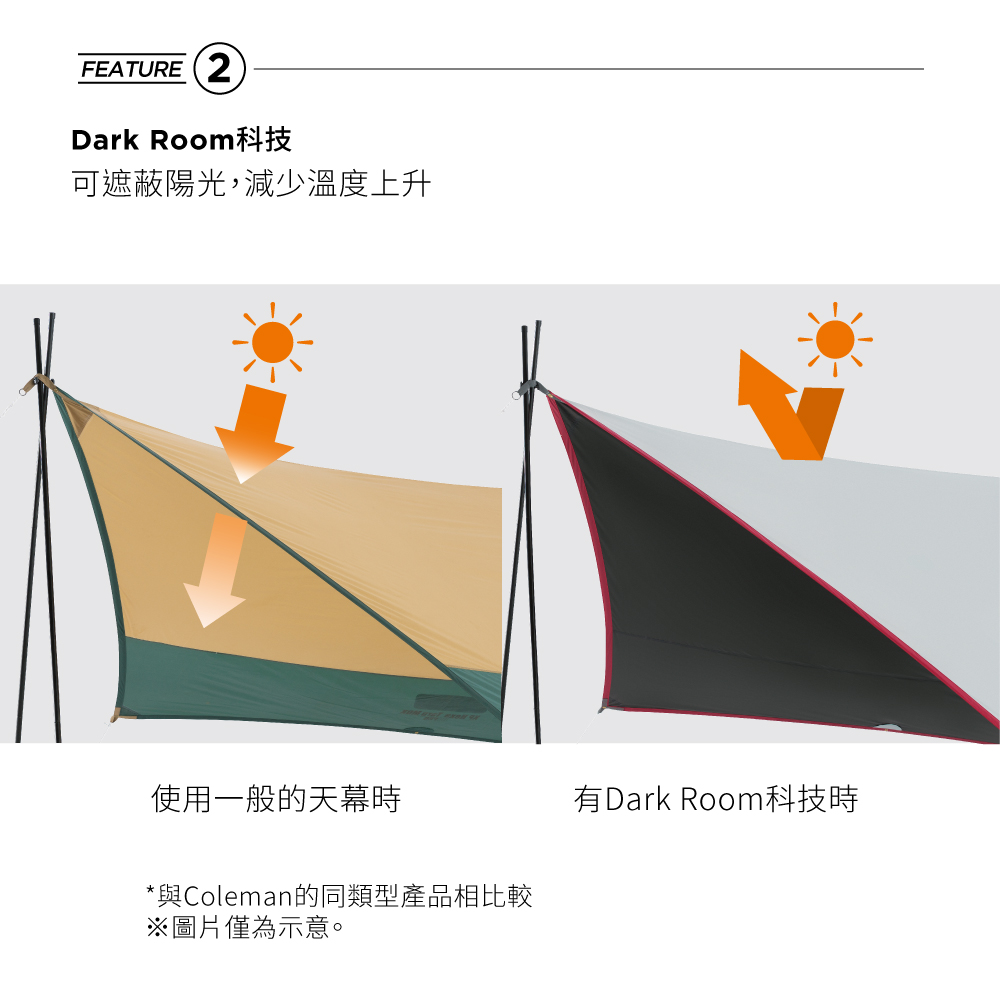 FEATURE 2
Dark Room科技
可遮蔽陽光,減少溫度上升
使用一般的天幕時
有Dark Room科技時
*與Coleman的同類型產品相比較
※圖片僅為示意。